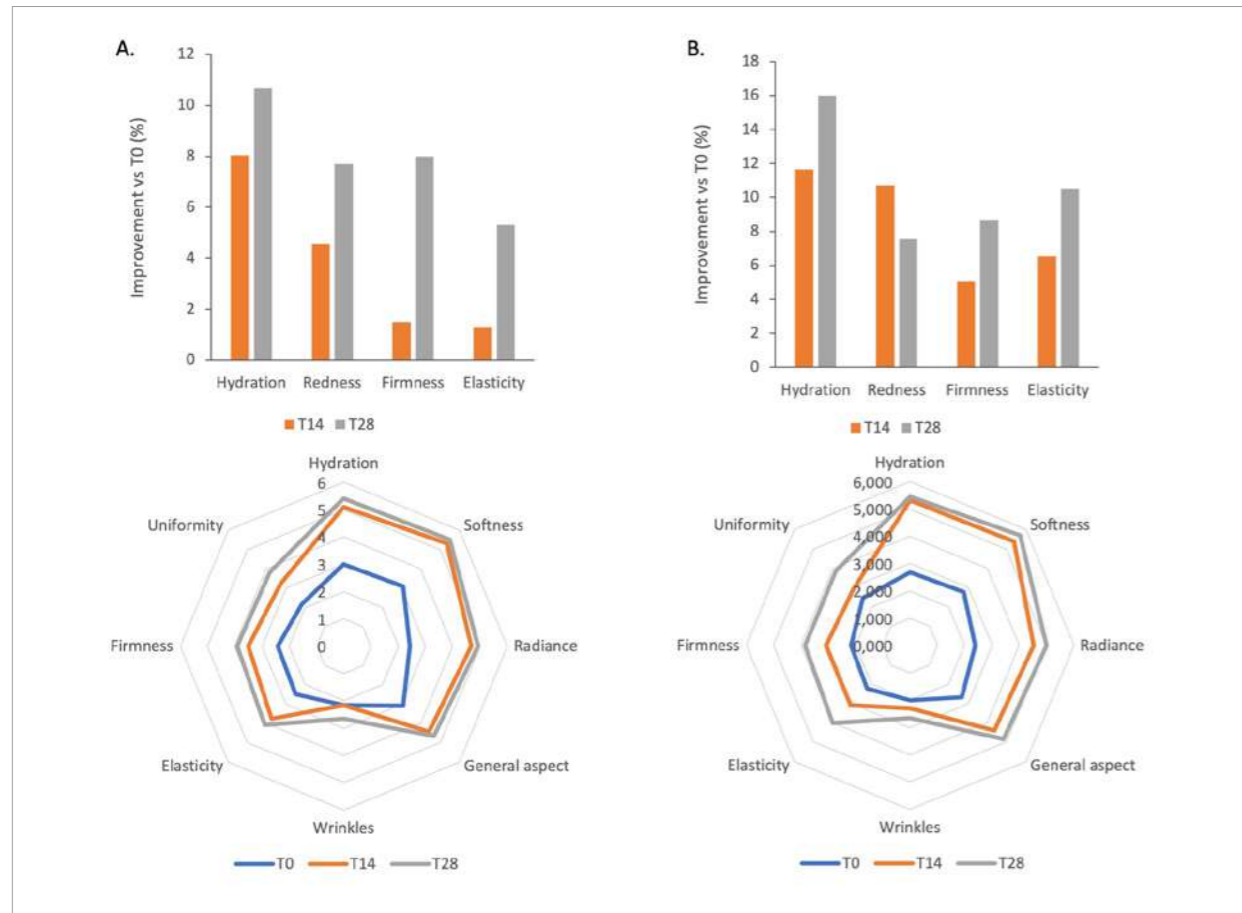 A.
Improvement vs T0 (%)
12
10
8
6
4
2
0
Hydration Redness Firmness Elasticity
T14 T28
B.
Improvement vs T0 (%)
18
16
14
12
10
8
6
4
2
0
Hydration Redness Firmness Elasticity
T14 T28
Hydration
6
5
4
3
2
1
0
Uniformity
Softness
Firmness
Radiance
Elasticity
General aspect
Wrinkles
T0 T14 T28
Hydration
6,000
5,000
4,000
3,000
2,000
1,000
0,000
Uniformity
Softness
Firmness
Radiance
Elasticity
General aspect
Wrinkles
T0 T14 T28